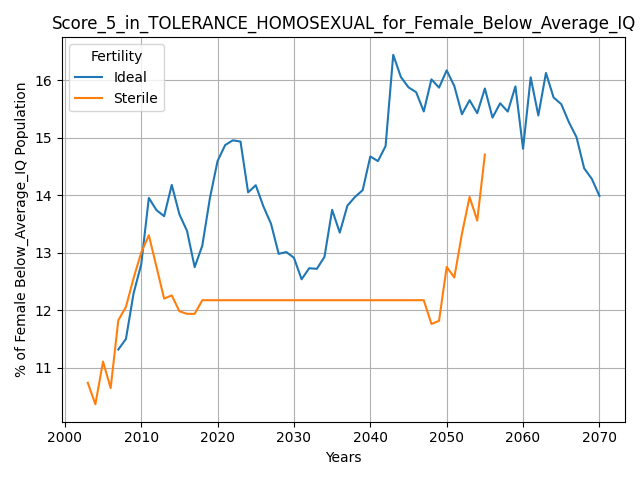 Score_5_in_TOLERANCE_HOMOSEXUAL_for_Female_Below_Average_IQ
Fertility
Ideal
Sterile
% of Female Below_Average_IQ Population
16
15
14
13
12
11
2000
2010
2020
2030
2040
2050
2060
2070
Years